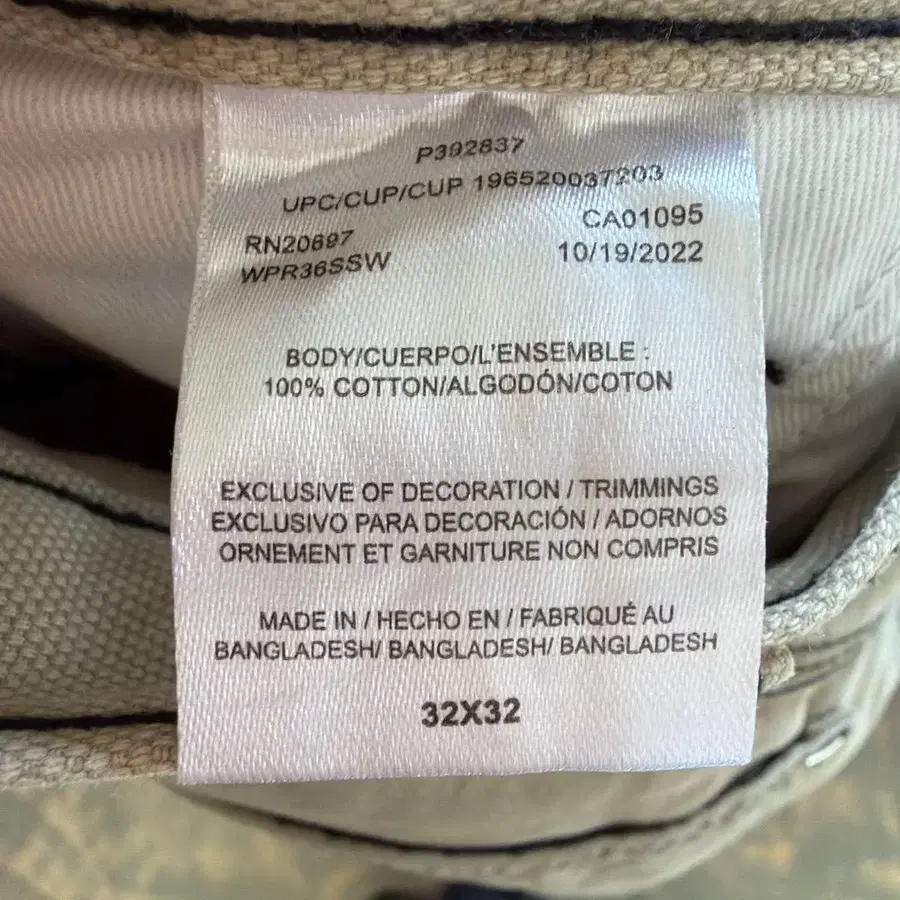 P392837
UPC/CUP/CUP 196520037203
RN20697 CA01095
WPR36SSW 10/19/2022
BODY/CUERPO/L'ENSEMBLE :
100% COTTON/ALGODÓN/COTON
EXCLUSIVE OF DECORATION / TRIMMINGS
EXCLUSIVO PARA DECORACIÓN / ADORNOS
ORNEMENT ET GARNITURE NON COMPRIS
MADE IN / HECHO EN / FABRIQUÉ AU
BANGLADESH/ BANGLADESH/ BANGLADESH
32X32